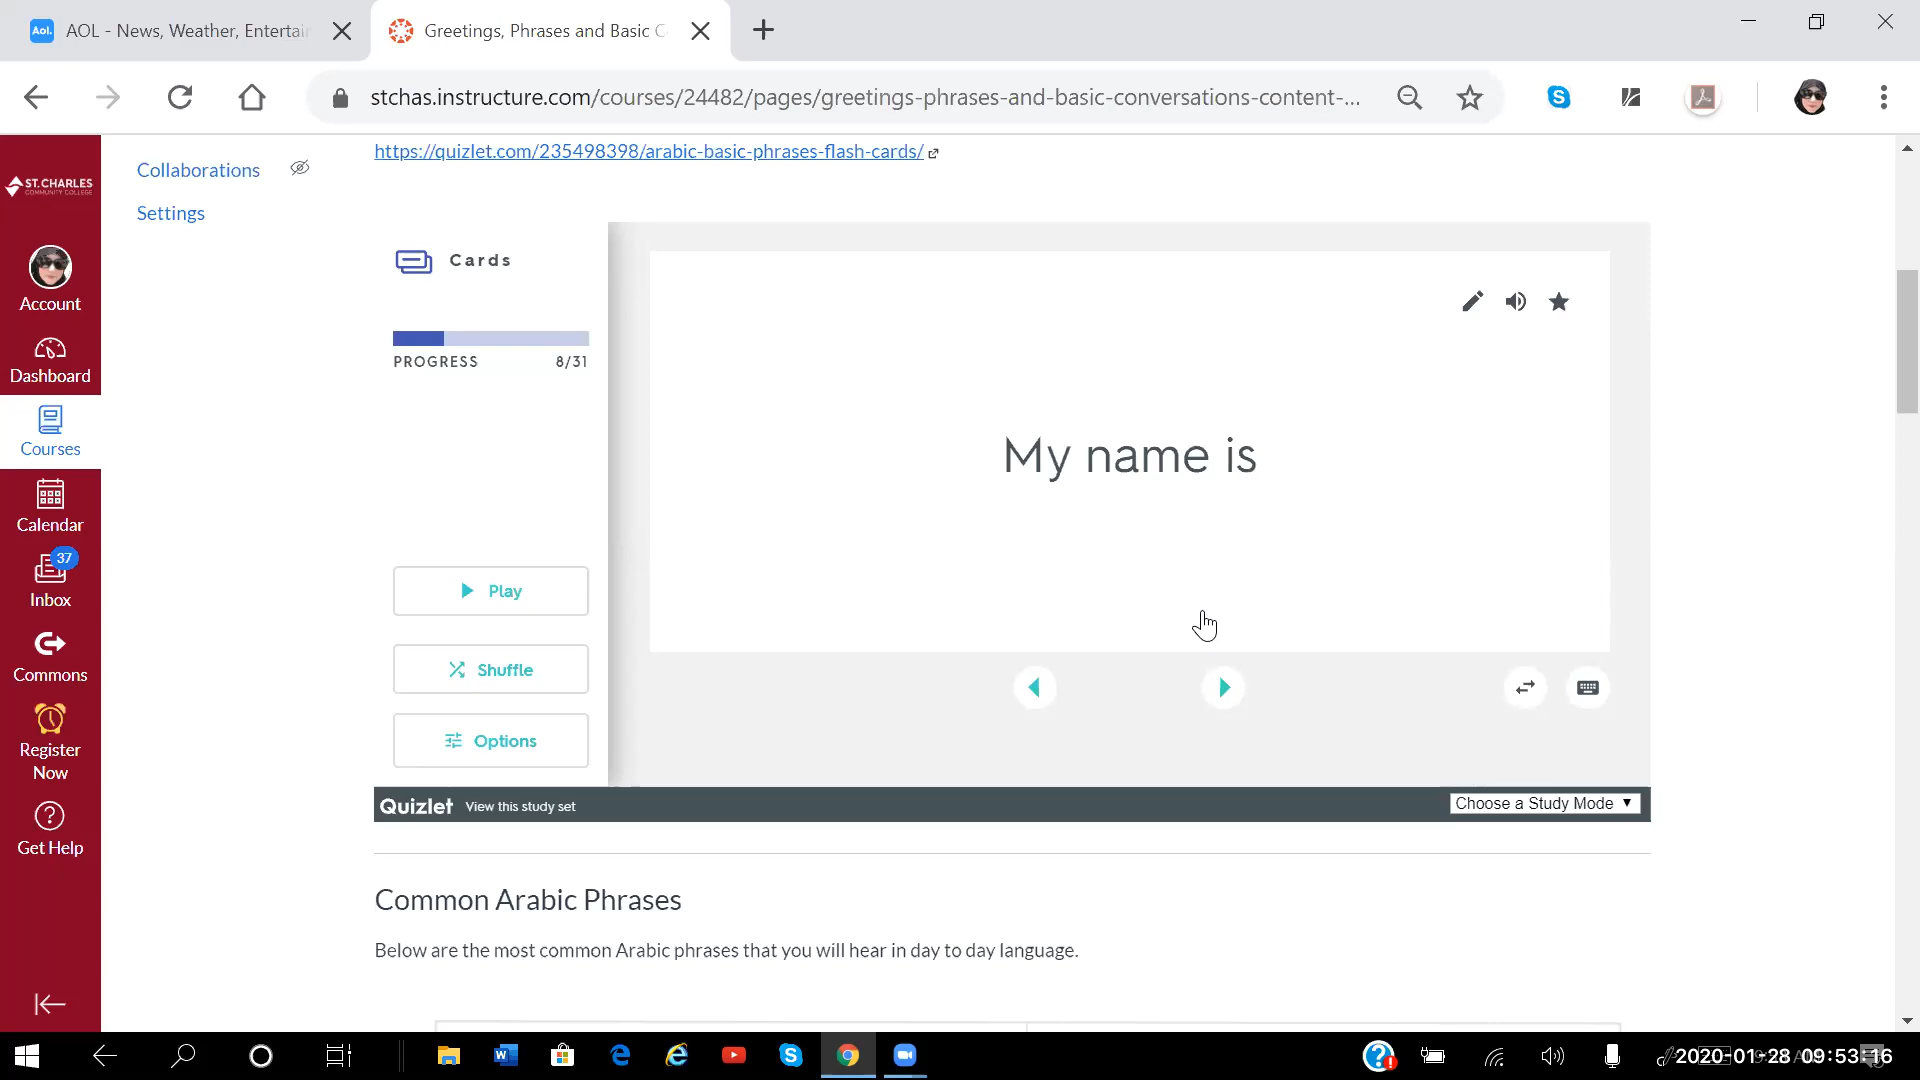 AOL - News, Weather, Entertai
Greetings, Phrases and Basic C
stchas.instructure.com/courses/24482/pages/greetings-phrases-and-basic-conversations-content-...
ST.CHARLES
COMMUNITY COLLEGE
Account
Dashboard
Courses
Calendar
37
Inbox
Commons
Register
Now
Get Help
Collaborations
Settings
https://quizlet.com/235498398/arabic-basic-phrases-flash-cards/
Cards
PROGRESS 8/31
Play
Shuffle
Options
My name is
Quizlet View this study set
Choose a Study Mode
Common Arabic Phrases
Below are the most common Arabic phrases that you will hear in day to day language.
2020-01-28 09:53:16